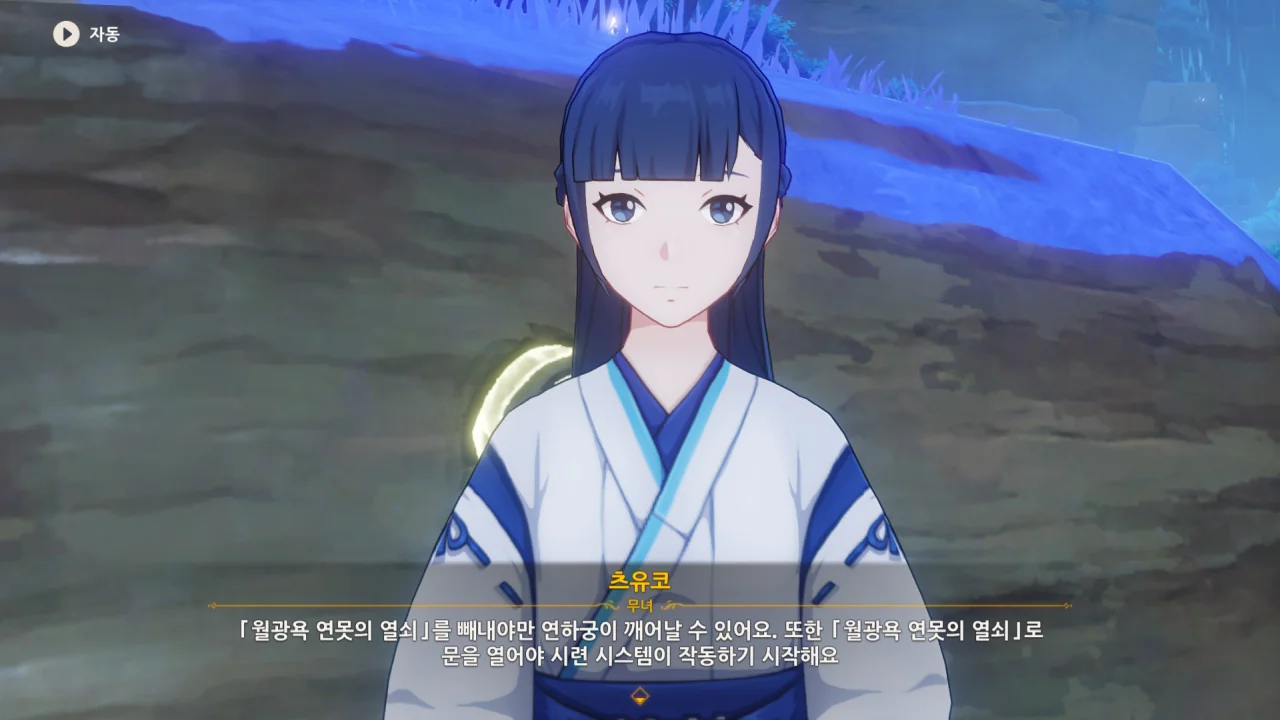 자동
츠유코
무녀
「월광욕 연못의 열쇠」를 빼내야만 연하궁이 깨어날 수 있어요. 또한 「월광욕 연못의 열쇠」로
문을 열어야 시련 시스템이 작동하기 시작해요